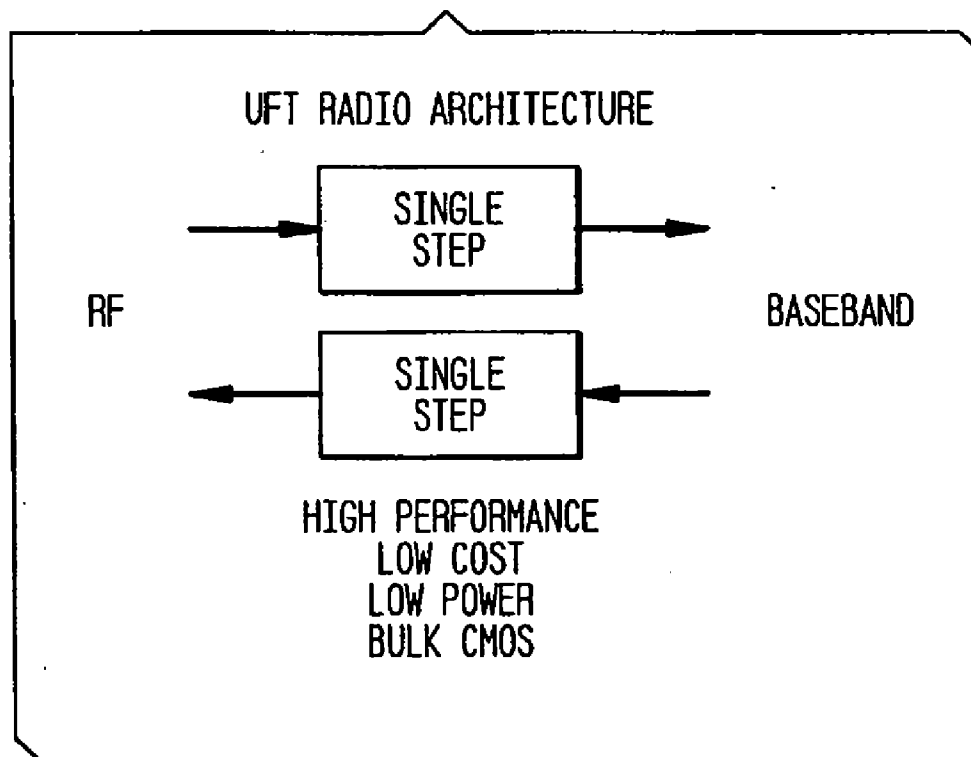 UFT RADIO ARCHITECTURE
SINGLE
STEP
RF
BASEBAND
SINGLE
STEP
HIGH PERFORMANCE
LOW COST
LOW POWER
BULK CMOS